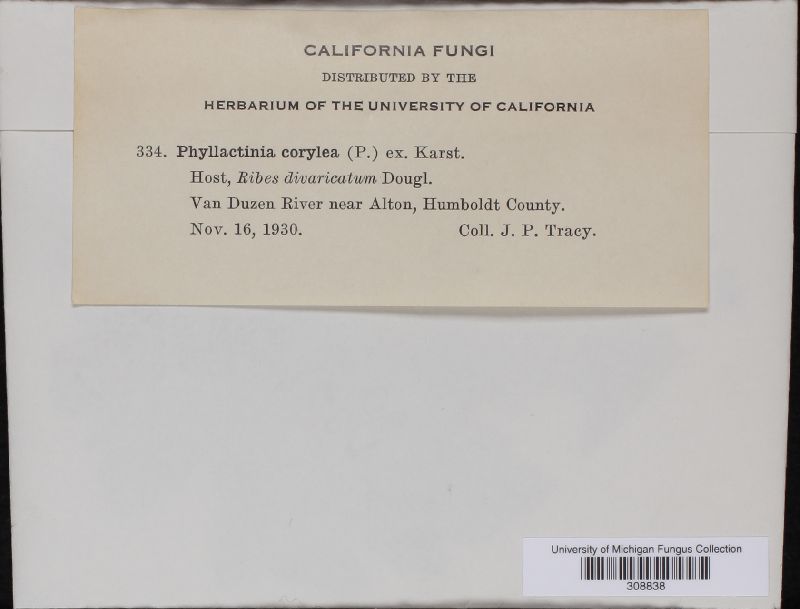 CALIFORNIA FUNGI
DISTRIBUTED BY THE
HERBARIUM OF THE UNIVERSITY OF CALIFORNIA
334. Phyllactinia corylea (P.) ex. Karst.
Host, Ribes divaricatum Dougl.
Van Duzen River near Alton, Humboldt County.
Nov. 16, 1930. Coll. J. P. Tracy.
University of Michigan Fungus Collection
308838